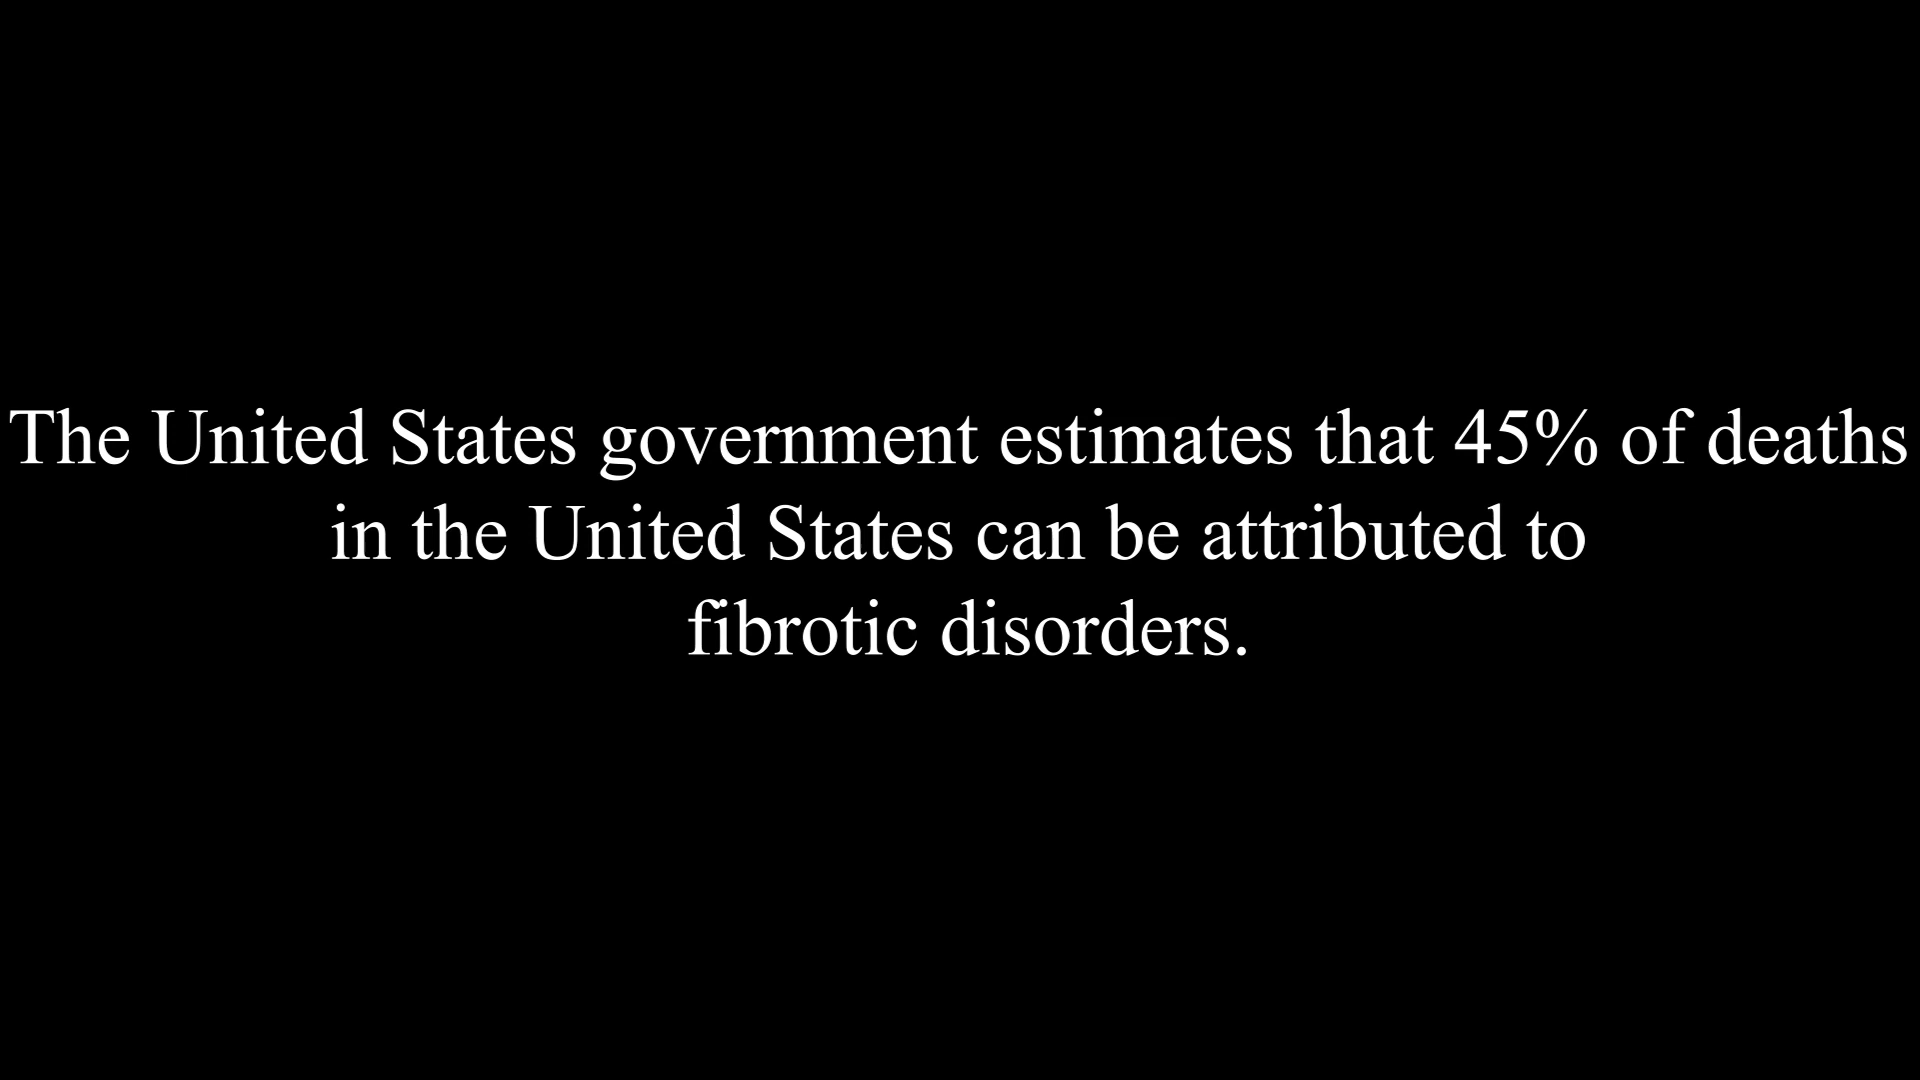 The United States government estimates that 45% of deaths
in the United States can be attributed to
fibrotic disorders.